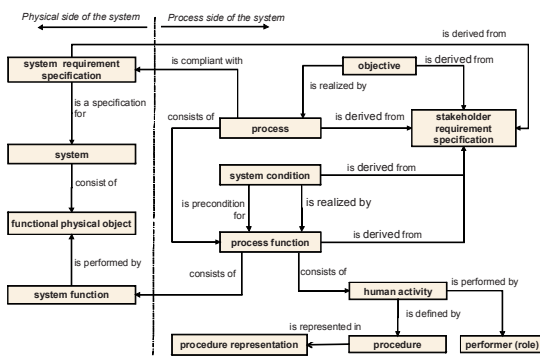 Physical side of the system
Process side of the system
is derived from
system requirement
specification
is compliant with
objective
is derived from
is realized by
is a specification
for
consists of
process
is derived from
stakeholder
requirement
specification
system
system condition
is derived from
consist of
is precondition
for
is realized by
functional physical object
process function
is derived from
is performed by
consists of
consists of
system function
human activity
is performed by
is defined by
is represented in
procedure representation
procedure
performer (role)